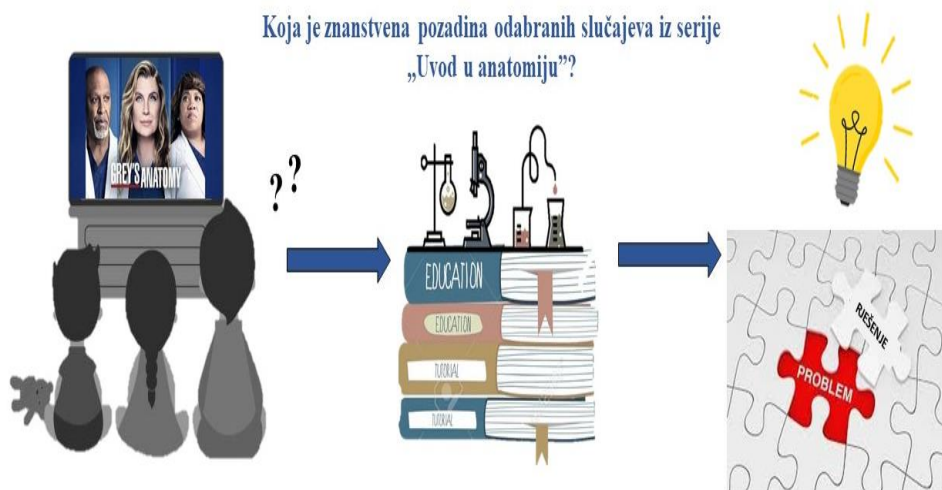 Koja je znanstvena pozadina odabranih slučajeva iz serije
„Uvod u anatomiju”?
GREY'S ANATOMY
? ?
EDUCATION
EDUCATION
TUTORIAL
TUTORIAL
RJEŠENJE
PROBLEM